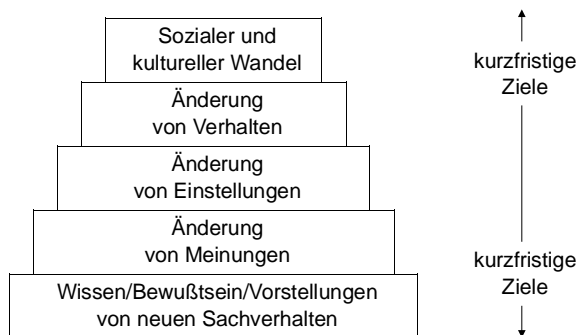 Sozialer und
kultureller Wandel
Änderung
von Verhalten
Änderung
von Einstellungen
Änderung
von Meinungen
Wissen/Bewußtsein/Vorstellungen
von neuen Sachverhalten
kurzfristige
Ziele
kurzfristige
Ziele